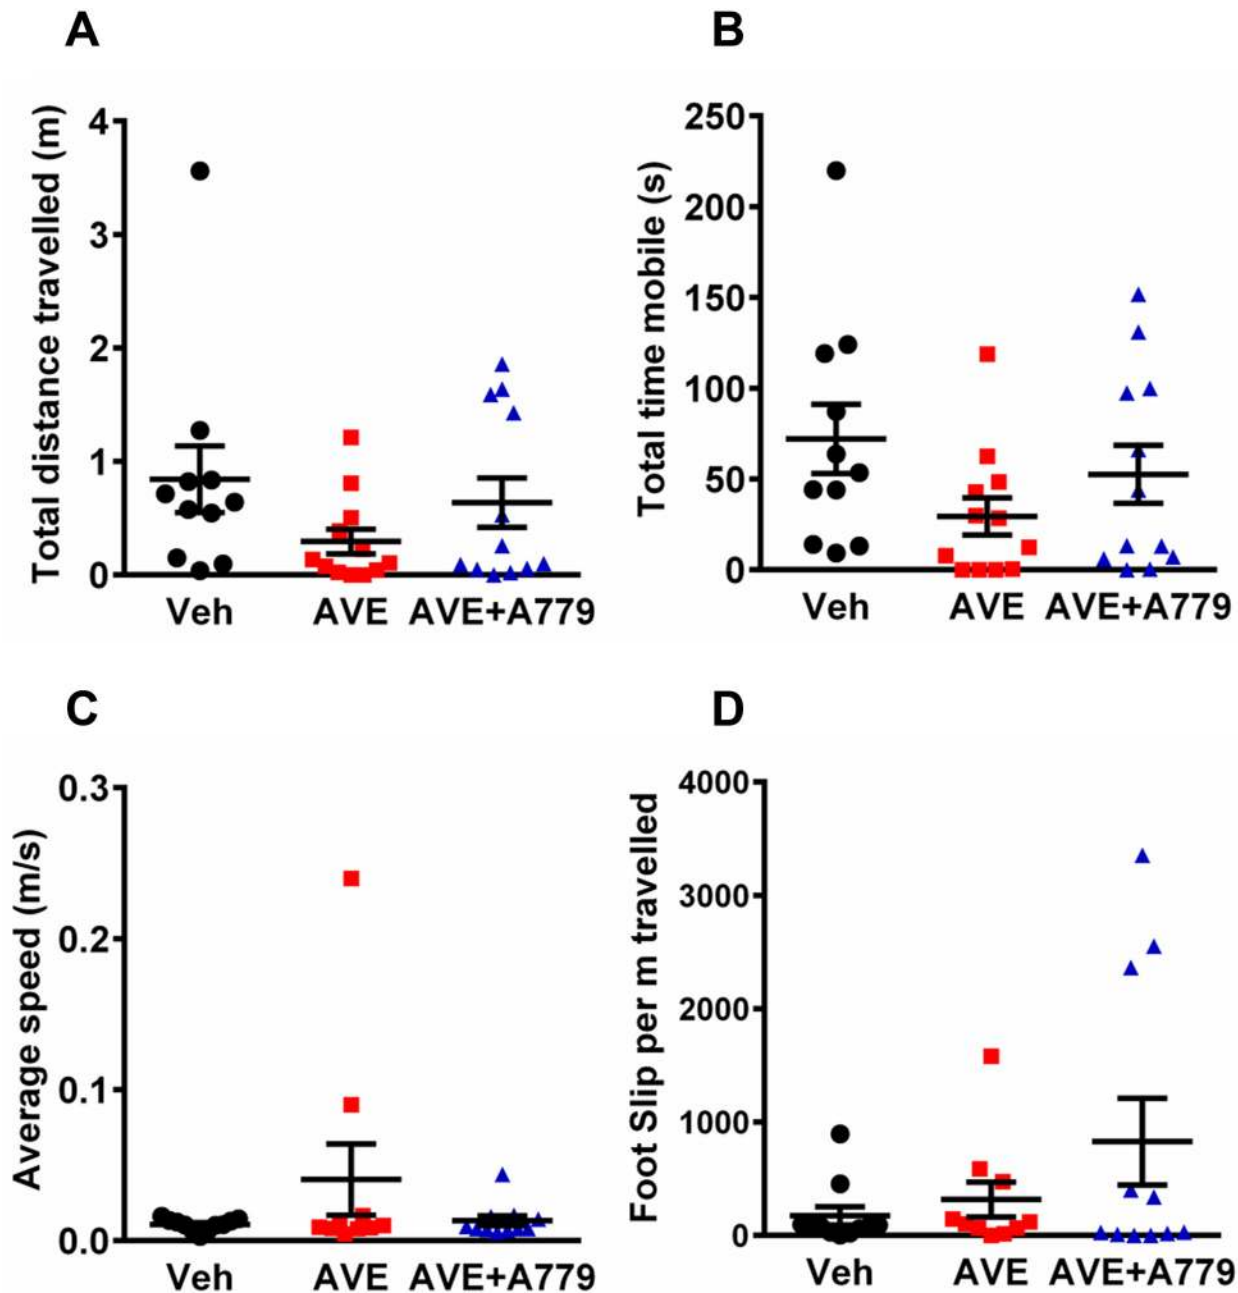 A
Total distance travelled (m)
4
3
2
1
0
Veh AVE AVE+A779
B
Total time mobile (s)
250
200
150
100
50
0
Veh AVE AVE+A779
C
Average speed (m/s)
0.3
0.2
0.1
0.0
Veh AVE AVE+A779
D
Foot Slip per m travelled
4000
3000
2000
1000
0
Veh AVE AVE+A779